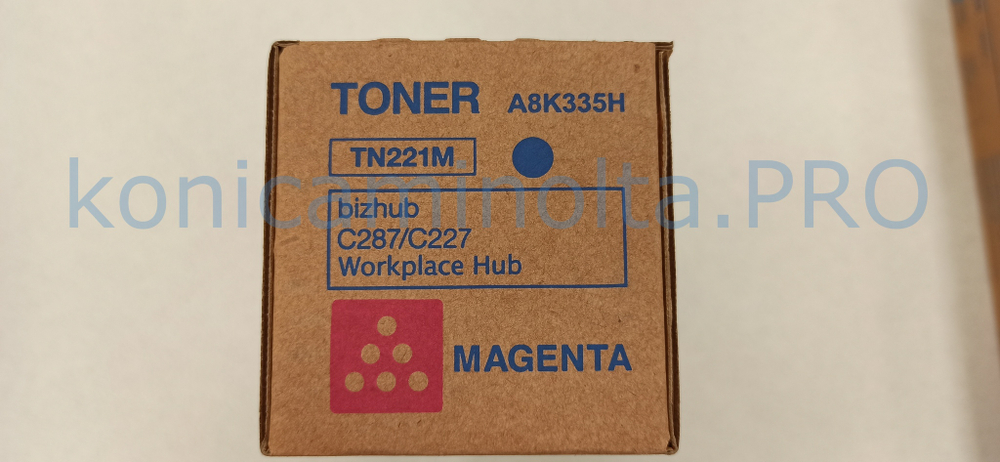 TONER A8K335H
TN221M
konicaminolta.PRO
bizhub
C287/C227
Workplace Hub
MAGENTA